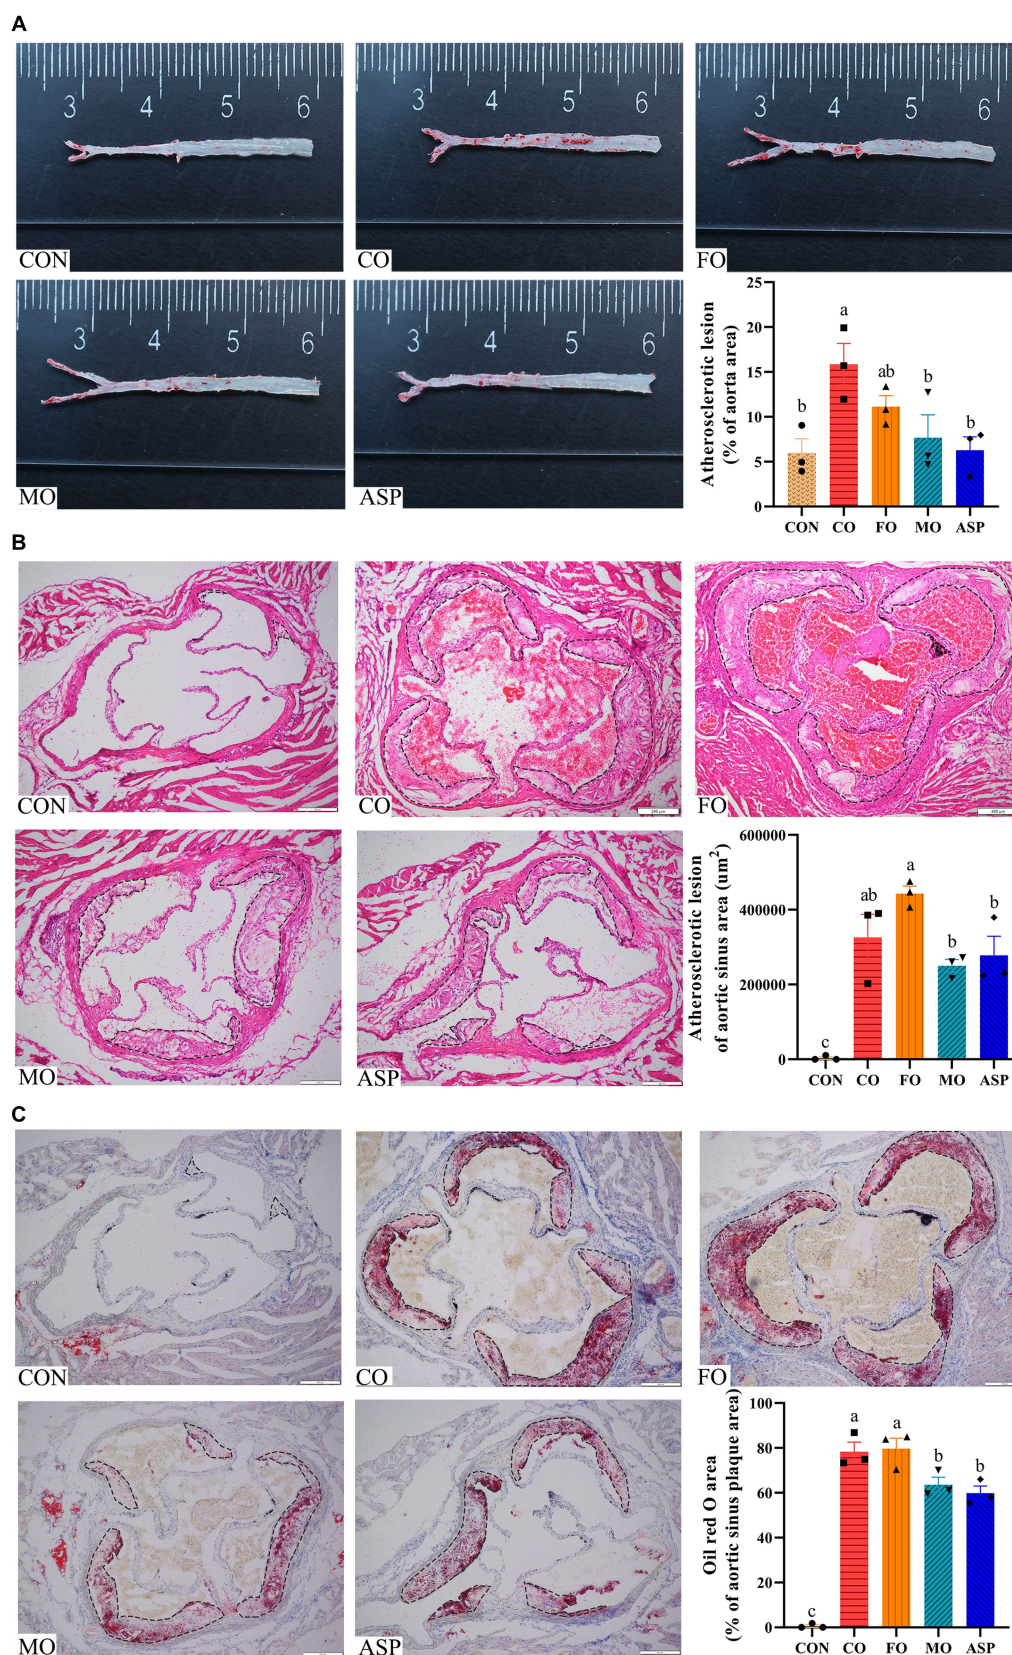 A
3 4 5 6
CON
3 4 5 6
CO
3 4 5 6
FO
3 4 5 6
MO
3 4 5 6
ASP
Atherosclerotic lesion
(% of aorta area)
25
20
15
10
5
0
b
a
ab
b
b
CON CO FO MO ASP
B
CON
CO
200 μm
FO
200 μm
MO
ASP
Atherosclerotic lesion
of aortic sinus area (um²)
600000
400000
200000
0
c
ab
a
b
b
CON CO FO MO ASP
C
CON
CO
FO
MO
ASP
Oil red O area
(% of aortic sinus plaque area)
100
80
60
40
20
0
c
a
a
b
b
CON CO FO MO ASP